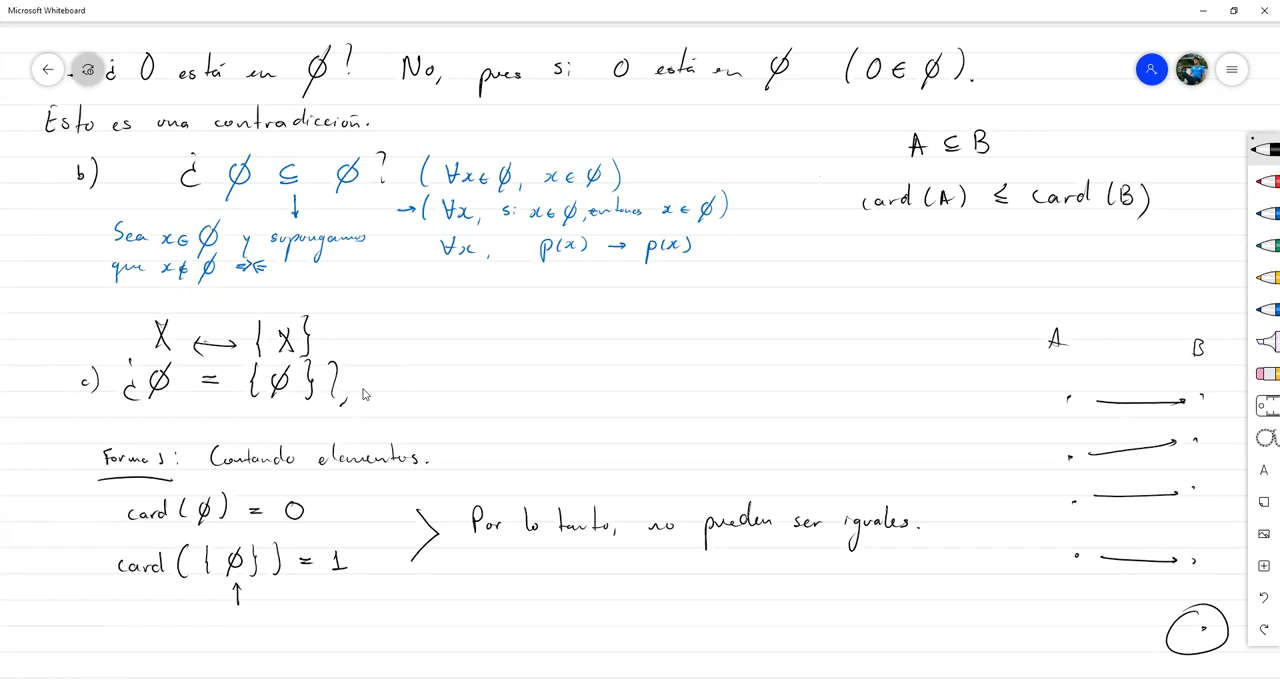 Microsoft Whiteboard
¿ 0 está en ∅? No, pues si 0 está en ∅ (0 ∈ ∅).
Esto es una contradicción.
b) ¿ ∅ ⊆ ∅? (∀x∈∅, x∈∅)
→(∀x, si x∈∅, entonces x∈∅)
∀x, p(x) → p(x)
Sea x∈∅ y supongamos
que x∉∅ ⇒⇐
A ⊆ B
card(A) ≤ card(B)
X ↔ {X}
c) ¿∅ = {∅}?,
Forma 1: Contando elementos.
card(∅) = 0
card({∅}) = 1
Por lo tanto, no pueden ser iguales.
A B
A